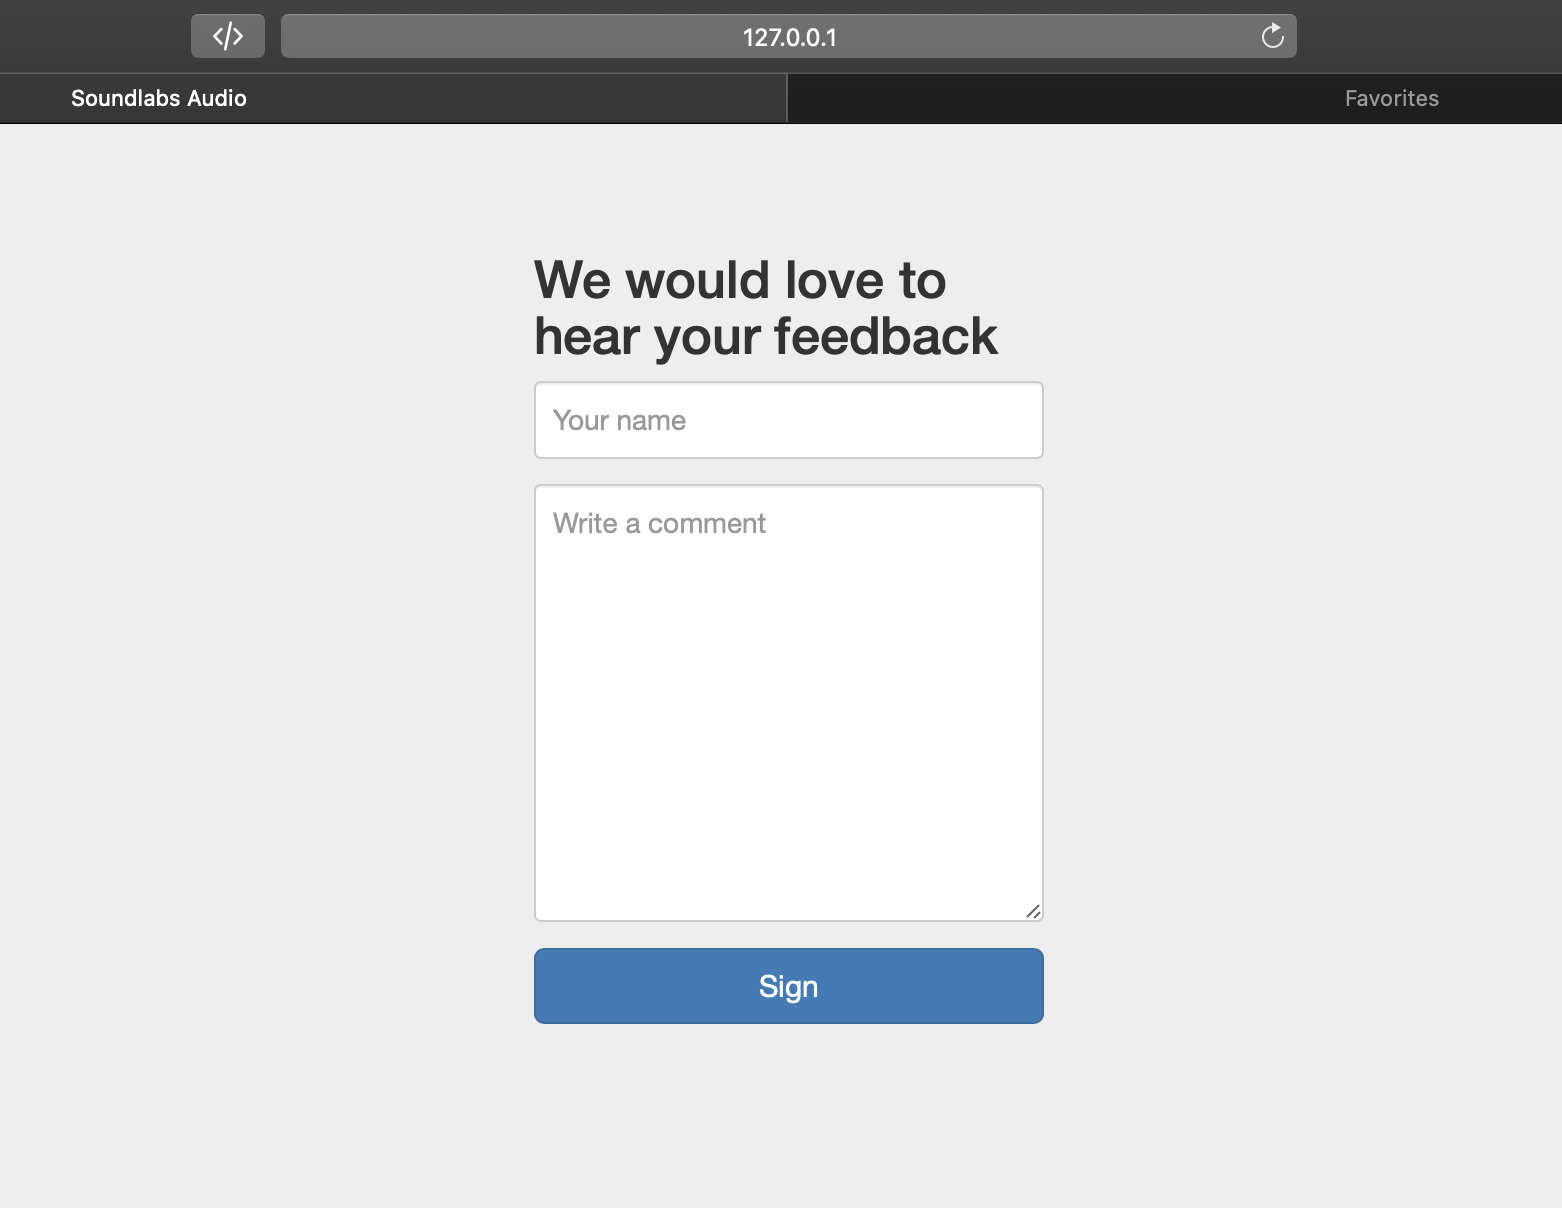 </>
127.0.0.1
Soundlabs Audio
Favorites
We would love to
hear your feedback
Your name
Write a comment
Sign